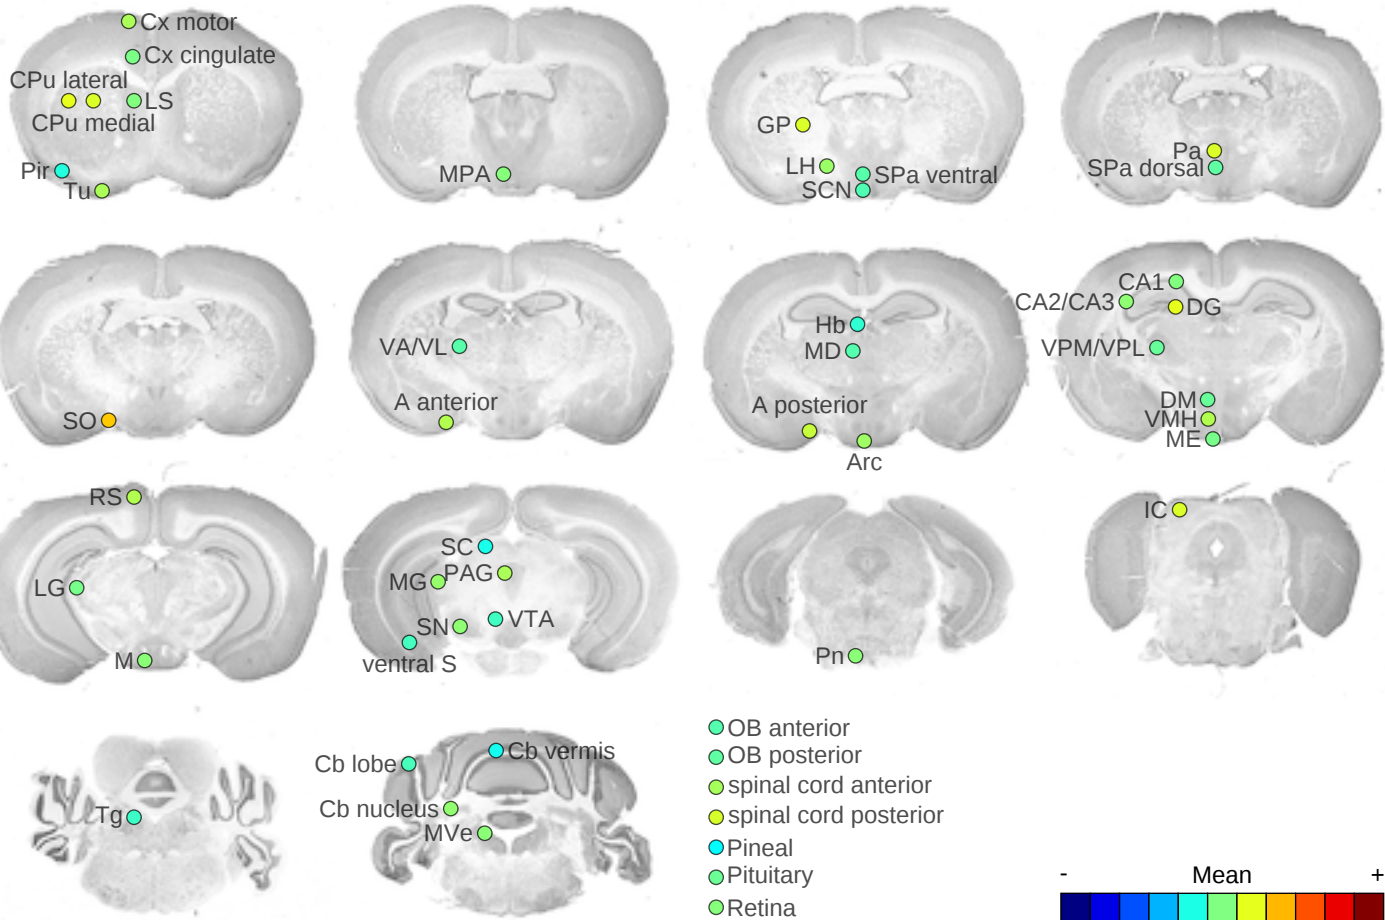 Cx motor
Cx cingulate
CPu lateral
LS
CPu medial
Pir
Tu
MPA
GP
LH
SPa ventral
SCN
Pa
SPa dorsal
SO
VA/VL
A anterior
Hb
MD
A posterior
Arc
CA1
CA2/CA3
DG
VPM/VPL
DM
VMH
ME
RS
LG
M
SC
PAG
MG
SN
VTA
ventral S
Pn
IC
Tg
Cb lobe
Cb vermis
Cb nucleus
MVe
OB anterior
OB posterior
spinal cord anterior
spinal cord posterior
Pineal
Pituitary
Retina
- Mean +